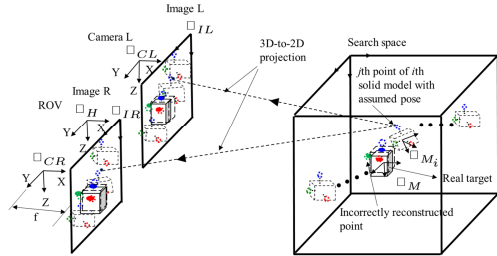 Image L
Camera L
□ CL
□ IL
X
Y
Z
Image R
ROV
□ H
□ IR
X
Y
Z
□ CR
Y
X
Z
f
3D-to-2D
projection
Search space
jth point of ith
solid model with
assumed pose
□ Mi
□ M
Real target
Incorrectly reconstructed
point